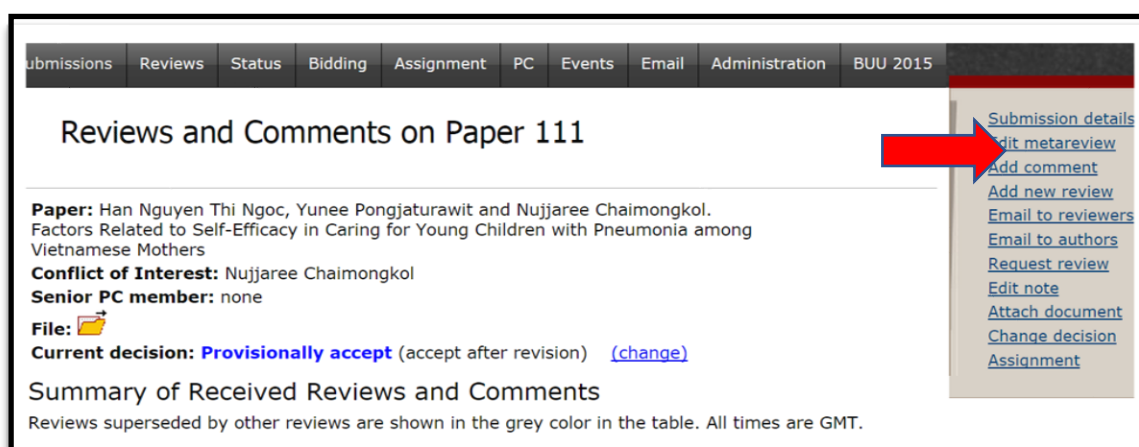 ubmissions Reviews Status Bidding Assignment PC Events Email Administration BUU 2015
Reviews and Comments on Paper 111
Paper: Han Nguyen Thi Ngoc, Yunee Pongjaturawit and Nujjaree Chaimongkol.
Factors Related to Self-Efficacy in Caring for Young Children with Pneumonia among
Vietnamese Mothers
Conflict of Interest: Nujjaree Chaimongkol
Senior PC member: none
File:
Current decision: Provisionally accept (accept after revision) (change)
Summary of Received Reviews and Comments
Reviews superseded by other reviews are shown in the grey color in the table. All times are GMT.
Submission details
Edit metareview
Add comment
Add new review
Email to reviewers
Email to authors
Request review
Edit note
Attach document
Change decision
Assignment